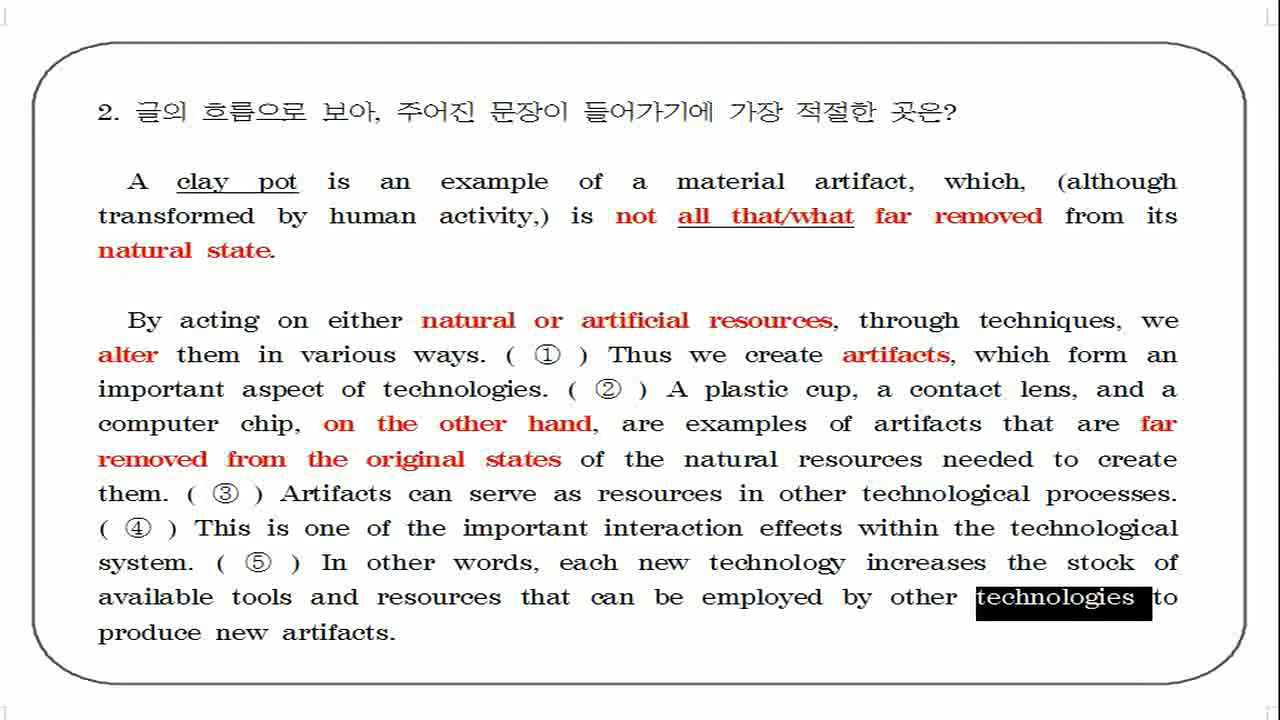 2. 글의 흐름으로 보아, 주어진 문장이 들어가기에 가장 적절한 곳은?
A clay pot is an example of a material artifact, which, (although
transformed by human activity,) is not all that/what far removed from its
natural state.
By acting on either natural or artificial resources, through techniques, we
alter them in various ways. ( ① ) Thus we create artifacts, which form an
important aspect of technologies. ( ② ) A plastic cup, a contact lens, and a
computer chip, on the other hand, are examples of artifacts that are far
removed from the original states of the natural resources needed to create
them. ( ③ ) Artifacts can serve as resources in other technological processes.
( ④ ) This is one of the important interaction effects within the technological
system. ( ⑤ ) In other words, each new technology increases the stock of
available tools and resources that can be employed by other technologies to
produce new artifacts.